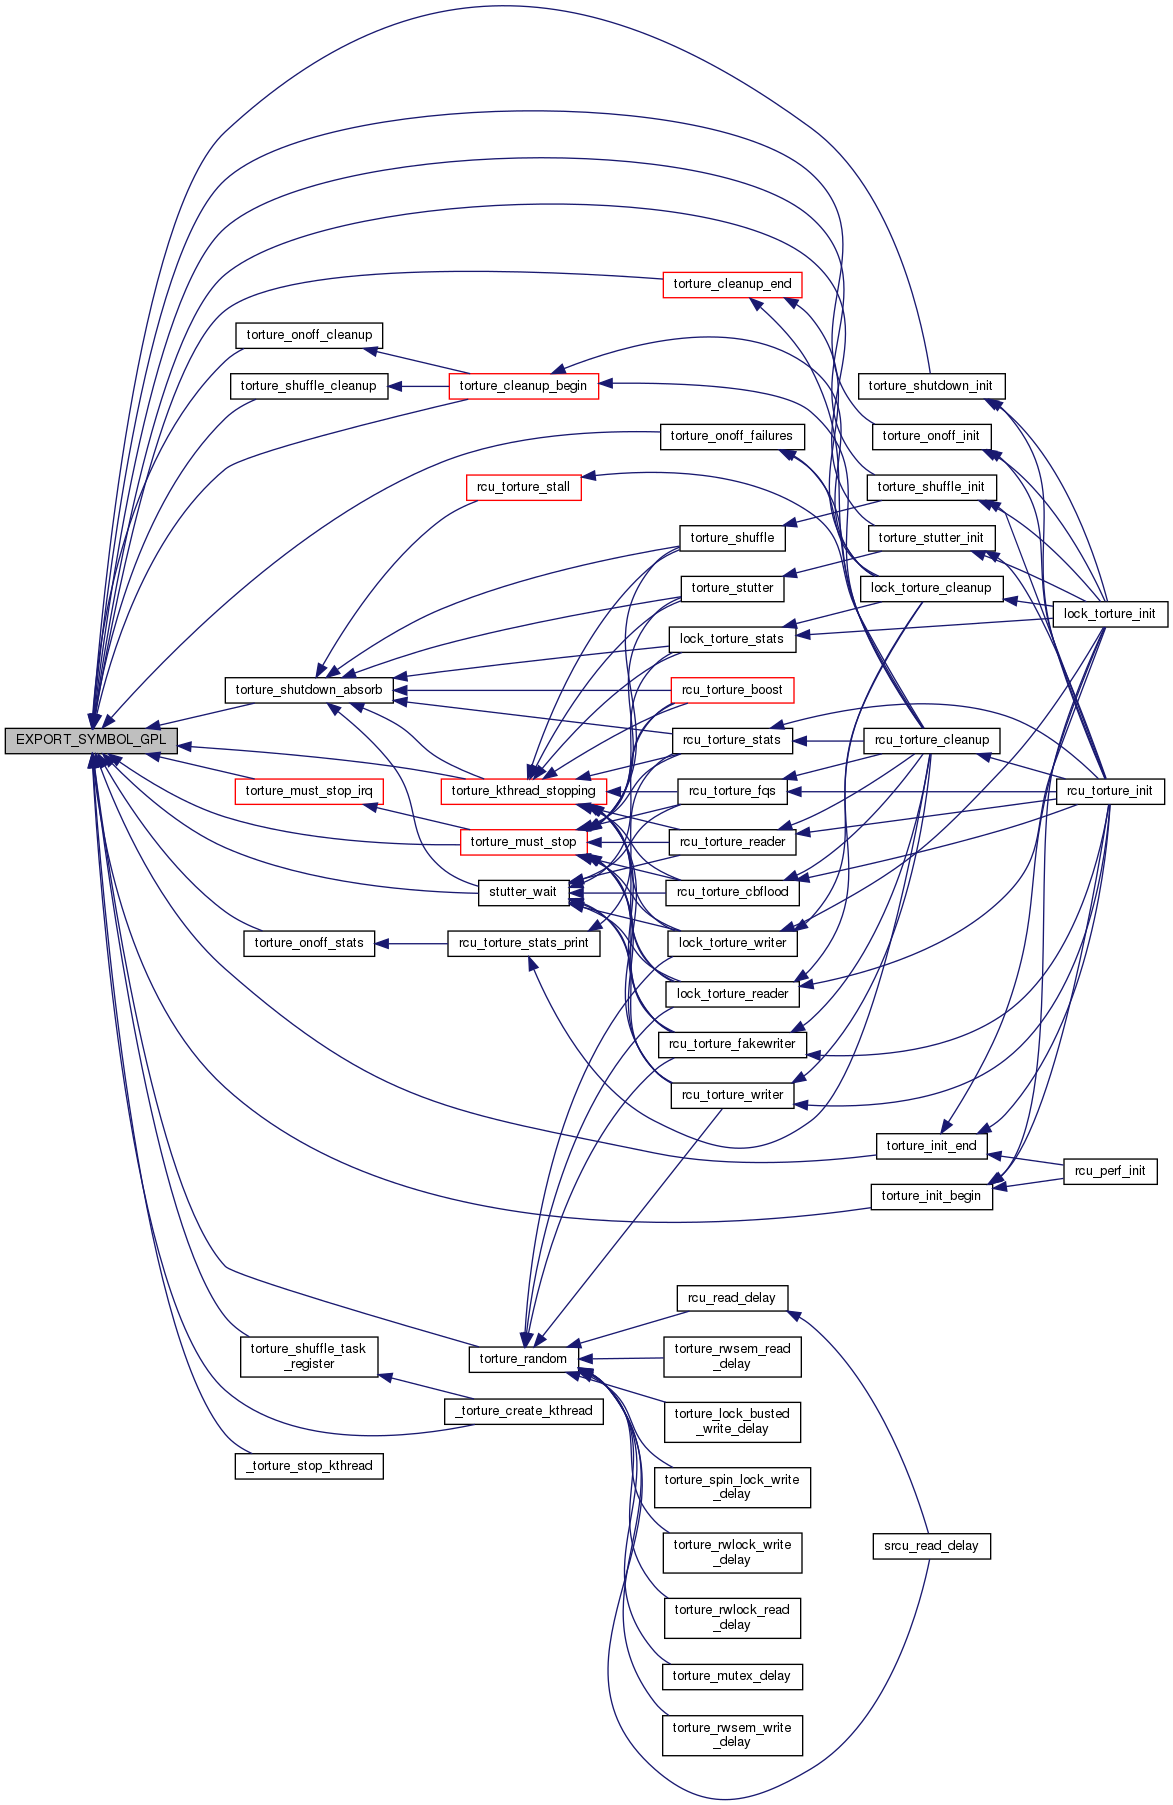 torture_cleanup_end
torture_onoff_cleanup
torture_shuffle_cleanup
torture_cleanup_begin
torture_shutdown_init
torture_onoff_failures
torture_onoff_init
rcu_torture_stall
torture_shuffle_init
torture_shuffle
torture_stutter_init
torture_stutter
lock_torture_cleanup
lock_torture_init
lock_torture_stats
torture_shutdown_absorb
rcu_torture_boost
EXPORT_SYMBOL_GPL
rcu_torture_stats
rcu_torture_cleanup
torture_must_stop_irq
torture_kthread_stopping
rcu_torture_fqs
rcu_torture_init
torture_must_stop
rcu_torture_reader
stutter_wait
rcu_torture_cbflood
torture_onoff_stats
rcu_torture_stats_print
lock_torture_writer
lock_torture_reader
rcu_torture_fakewriter
rcu_torture_writer
torture_init_end
rcu_perf_init
torture_init_begin
rcu_read_delay
torture_shuffle_task
_register
torture_random
torture_rwsem_read
_delay
_torture_create_kthread
torture_lock_busted
_write_delay
_torture_stop_kthread
torture_spin_lock_write
_delay
torture_rwlock_write
_delay
srcu_read_delay
torture_rwlock_read
_delay
torture_mutex_delay
torture_rwsem_write
_delay